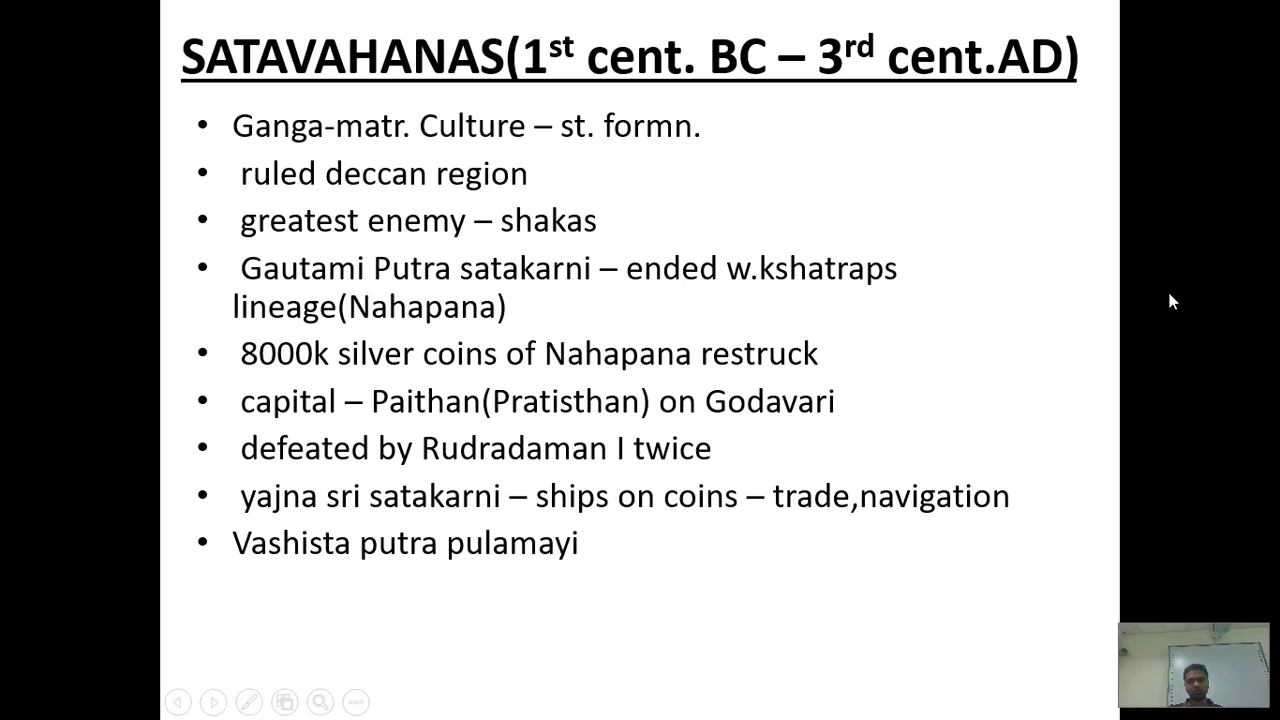 SATAVAHANAS(1st cent. BC – 3rd cent.AD)
• Ganga-matr. Culture – st. formn.
• ruled deccan region
• greatest enemy – shakas
• Gautami Putra satakarni – ended w.kshatraps
lineage(Nahapana)
• 8000k silver coins of Nahapana restruck
• capital – Paithan(Pratisthan) on Godavari
• defeated by Rudradaman I twice
• yajna sri satakarni – ships on coins – trade,navigation
• Vashista putra pulamayi